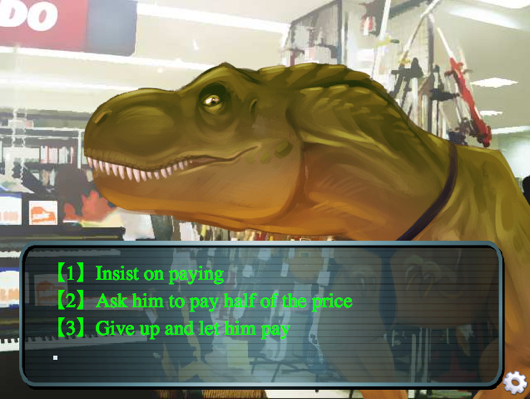 DO
【1】Insist on paying
【2】Ask him to pay half of the price
【3】Give up and let him pay